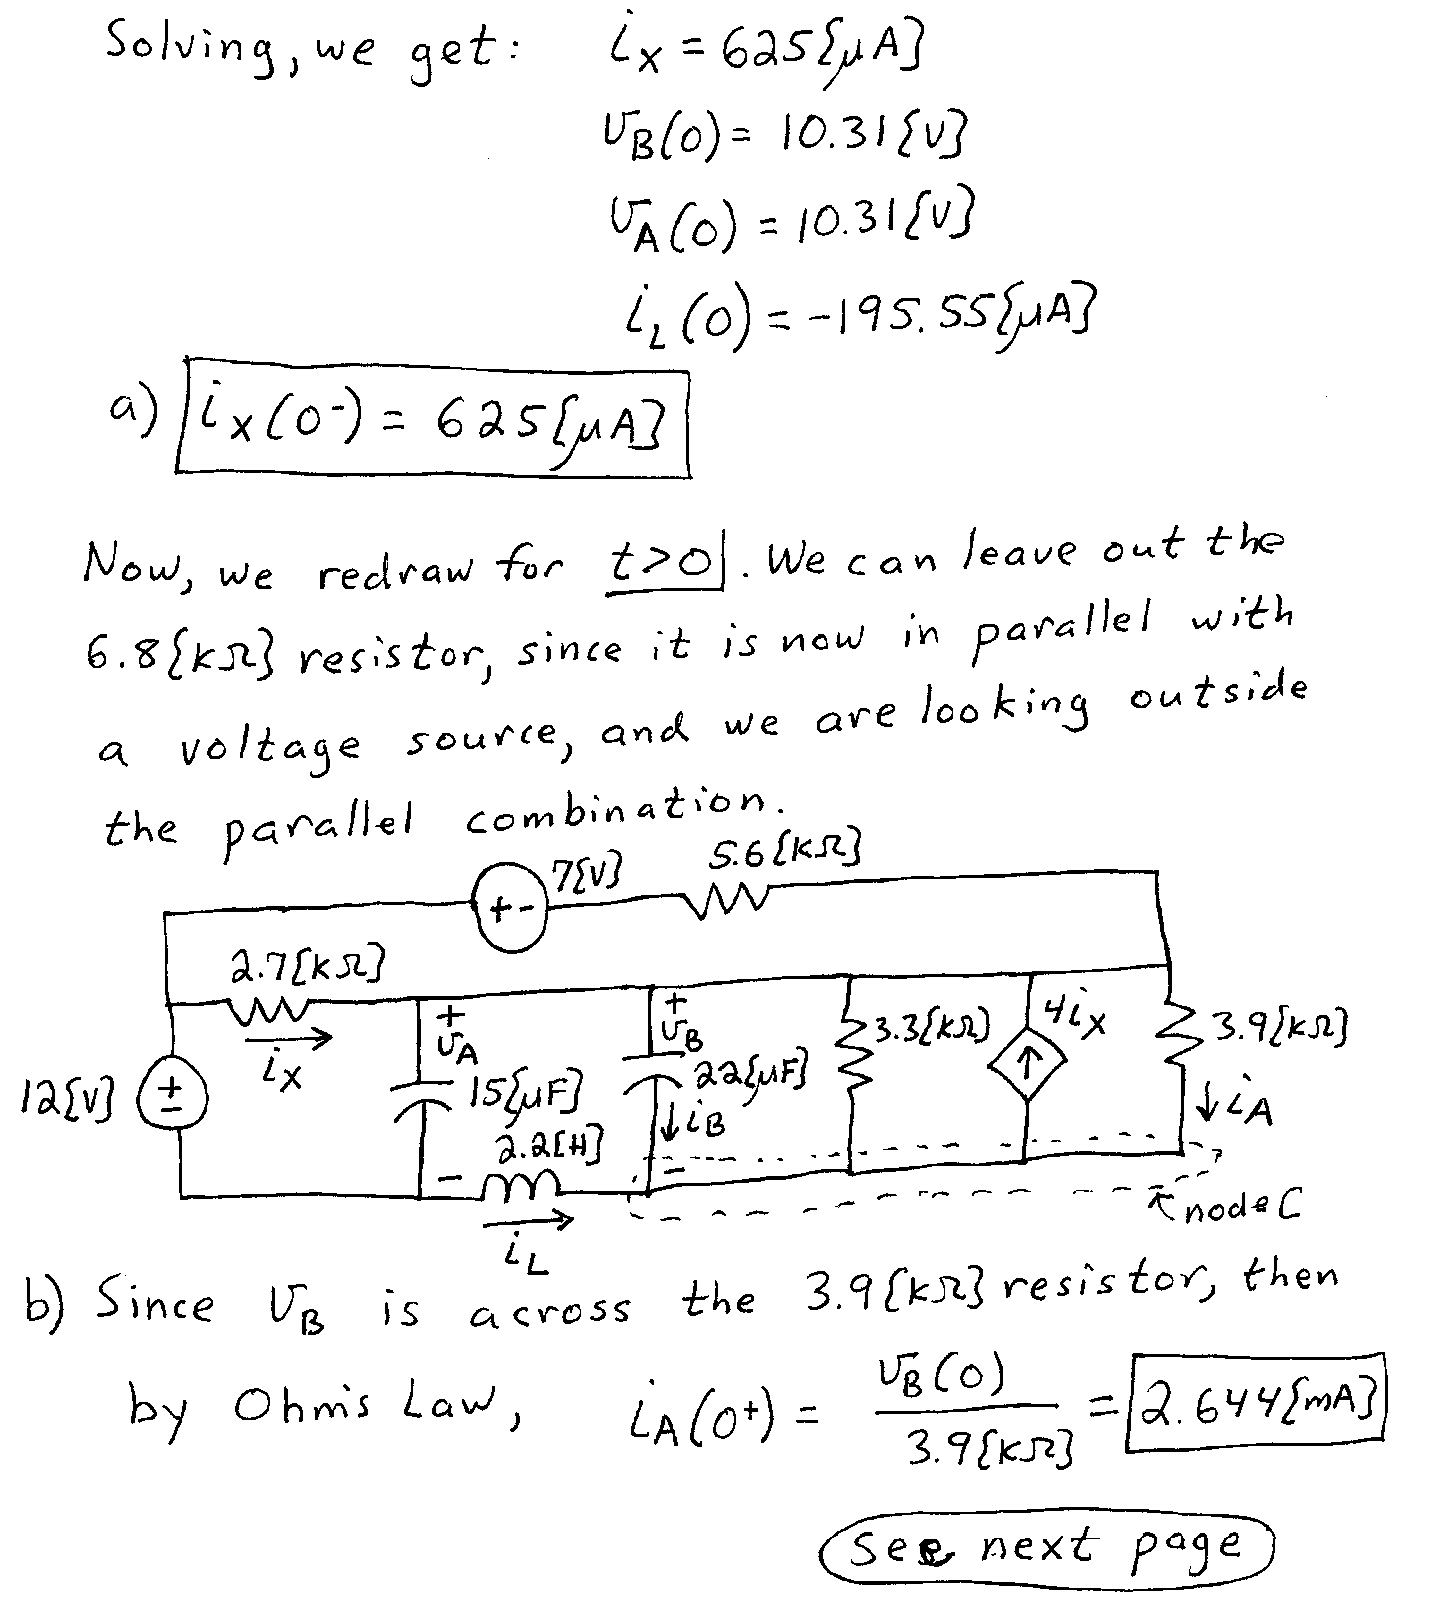 Solving, we get: iX = 625{μA}
vB(0) = 10.31{V}
vA(0) = 10.31{V}
iL(0) = -195.55{μA}
a) iX(0-) = 625{μA}
Now, we redraw for t>0. We can leave out the
6.8{kΩ} resistor, since it is now in parallel with
a voltage source, and we are looking outside
the parallel combination.
7{V} 5.6{kΩ}
+ -
2.7[kΩ}
iX
12{V}
+
-
+
vA
-
15{μF}
2.2[H}
iL
+
vB
-
22{μF}
iB
3.3{kΩ}
4iX
3.9{kΩ}
iA
node C
b) Since vB is across the 3.9{kΩ} resistor, then
by Ohm's Law, iA(0+) = vB(0) / 3.9{kΩ} = 2.644{mA}
see next page